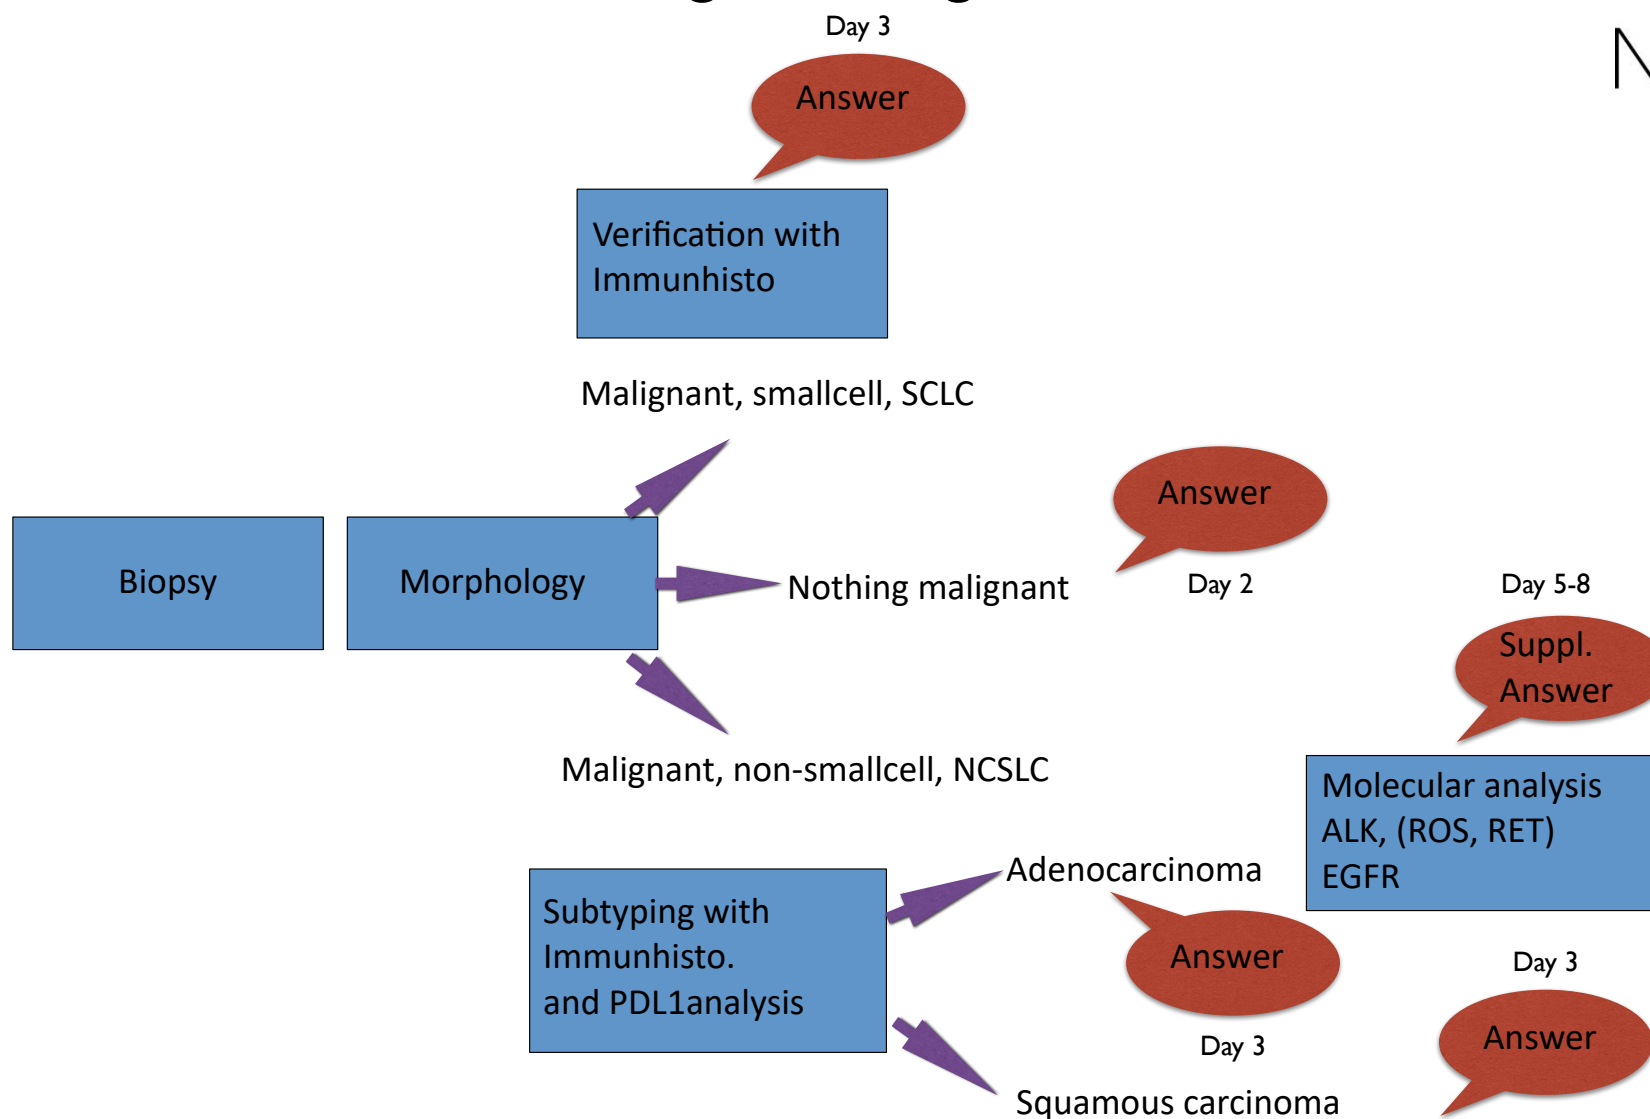 Day 3
Answer
Verification with
Immunhisto
Malignant, smallcell, SCLC
Answer
Biopsy
Morphology
Nothing malignant
Day 2
Day 5-8
Suppl.
Answer
Malignant, non-smallcell, NCSLC
Molecular analysis
ALK, (ROS, RET)
EGFR
Adenocarcinoma
Subtyping with
Immunhisto.
and PDL1analysis
Answer
Day 3
Day 3
Answer
Squamous carcinoma